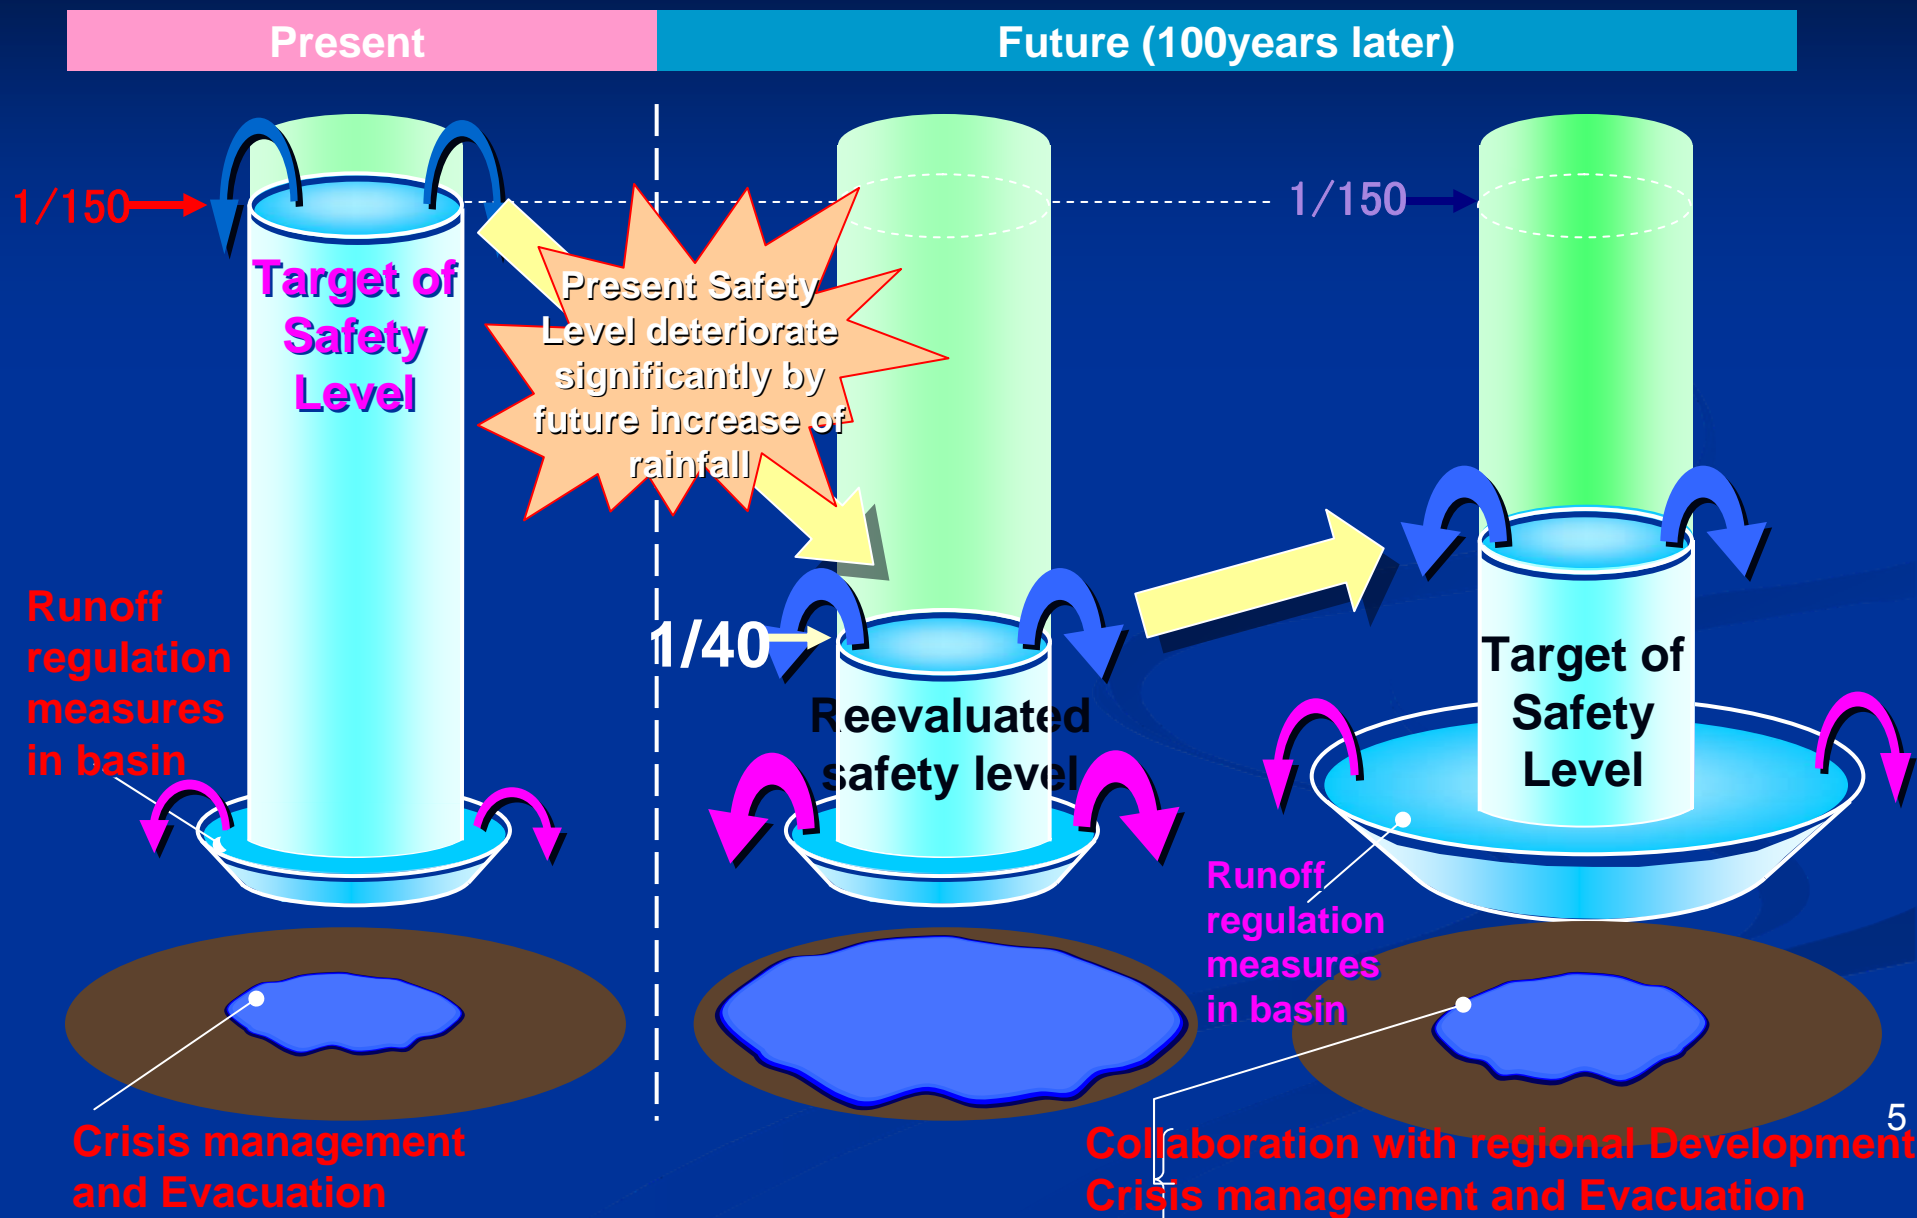 Present
Future (100years later)
1/150
Target of
Safety
Level
Present Safety
Level deteriorate
significantly by
future increase of
rainfall
1/150
Runoff
regulation
measures
in basin
1/40
Reevaluated
safety level
Target of
Safety
Level
Runoff
regulation
measures
in basin
Crisis management
and Evacuation
5
Collaboration with regional Development
Crisis management and Evacuation